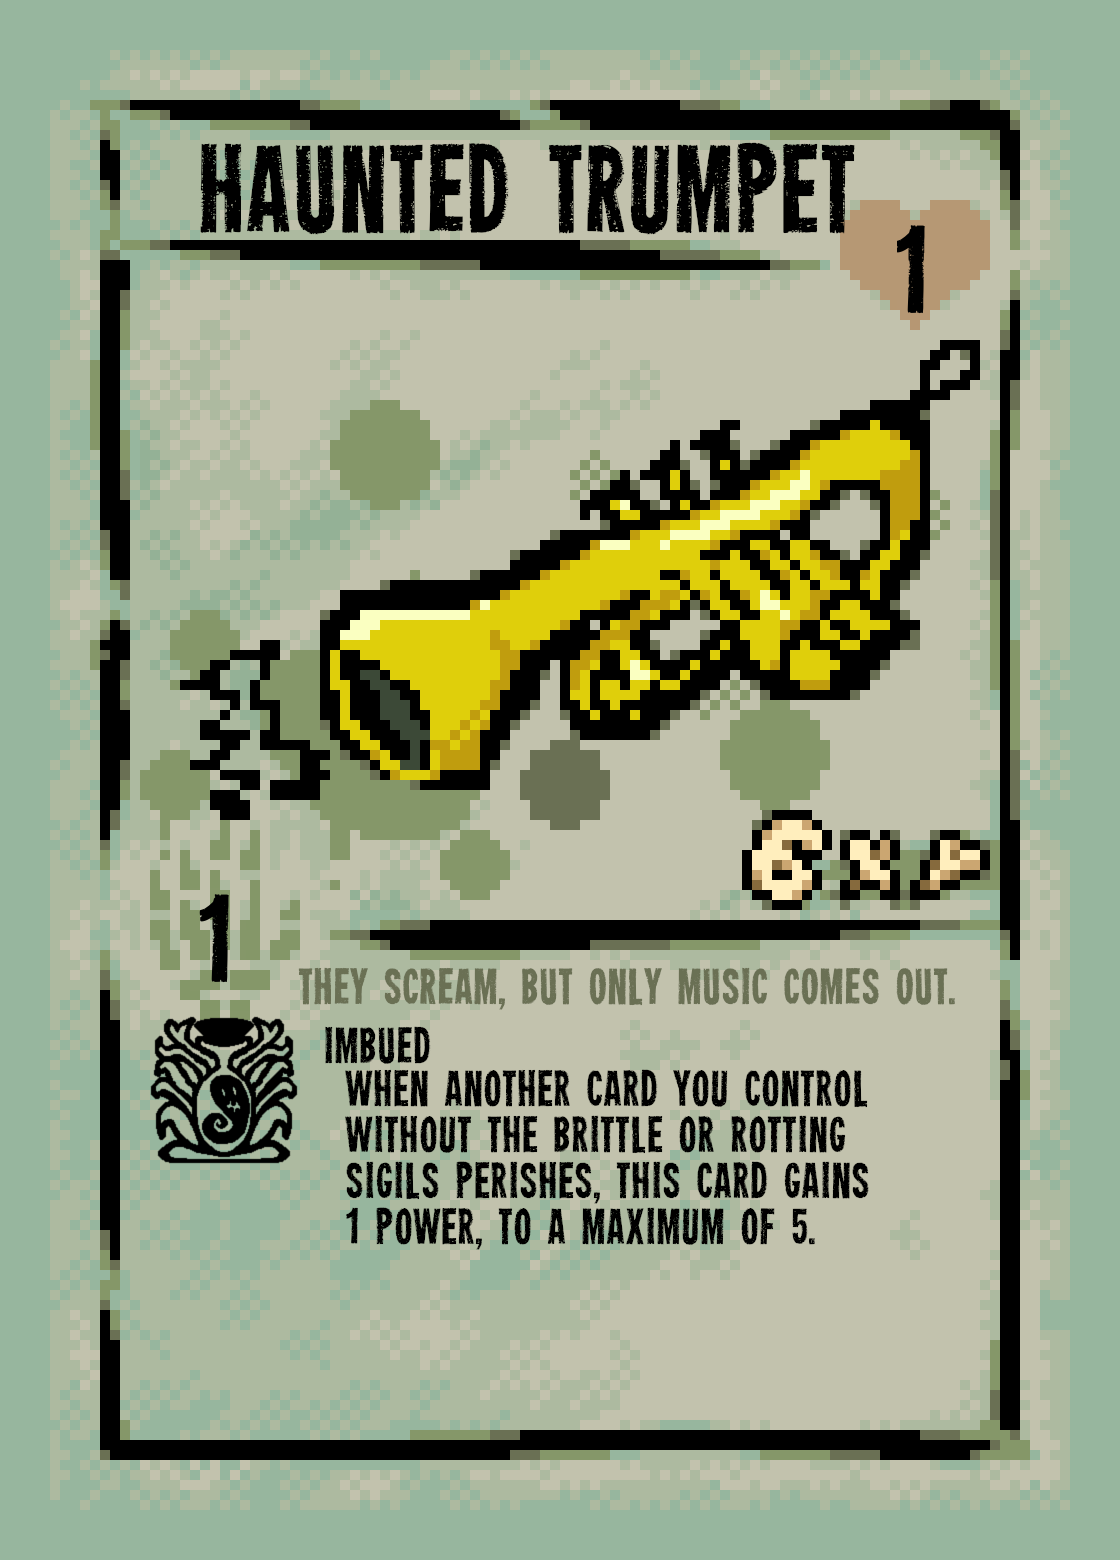 HAUNTED TRUMPET
1
6 X
1
THEY SCREAM, BUT ONLY MUSIC COMES OUT.
IMBUED
WHEN ANOTHER CARD YOU CONTROL
WITHOUT THE BRITTLE OR ROTTING
SIGILS PERISHES, THIS CARD GAINS
1 POWER, TO A MAXIMUM OF 5.